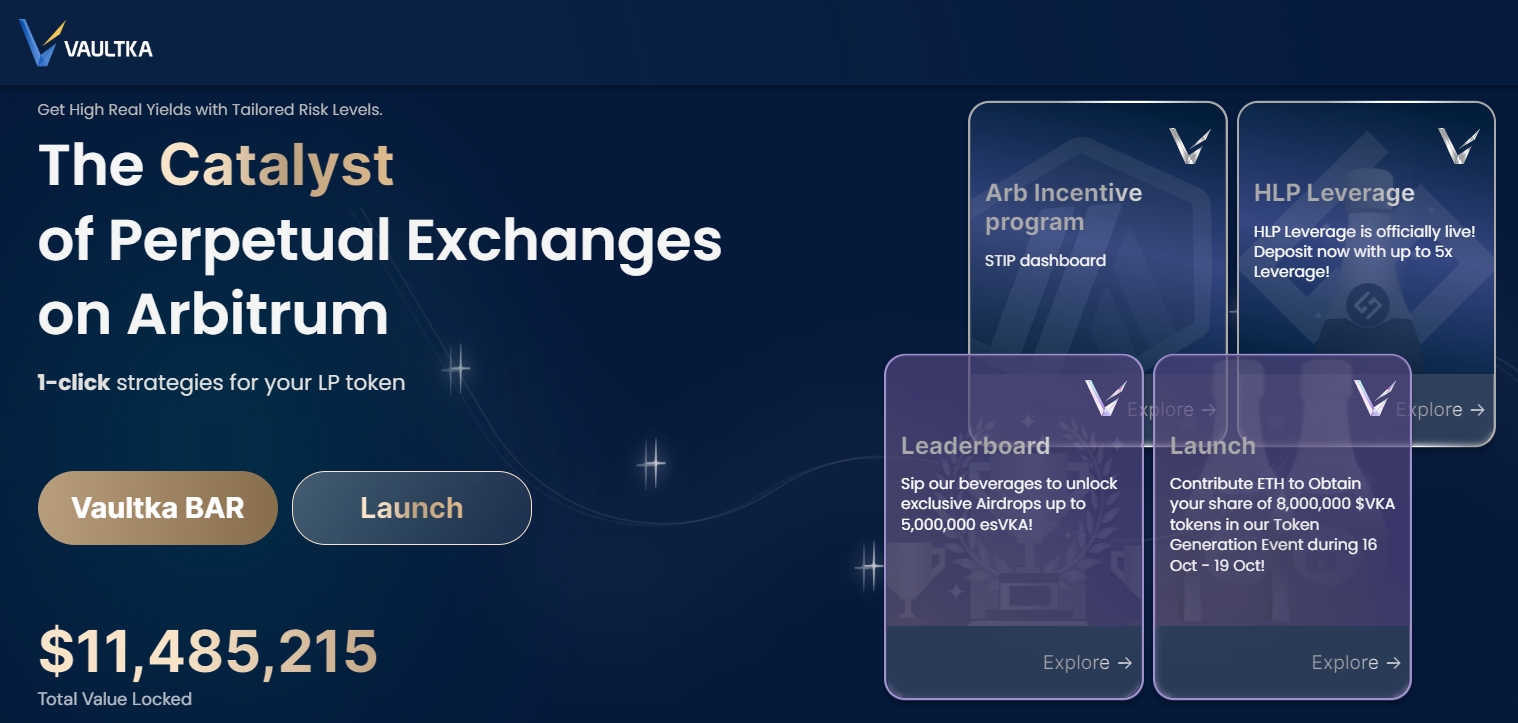 VAULTKA
Get High Real Yields with Tailored Risk Levels.
The Catalyst
of Perpetual Exchanges
on Arbitrum
1-click strategies for your LP token
Vaultka BAR
Launch
$11,485,215
Total Value Locked
Arb Incentive
program
STIP dashboard
Explore →
HLP Leverage
HLP Leverage is officially live!
Deposit now with up to 5x
Leverage!
Explore →
Leaderboard
Sip our beverages to unlock
exclusive Airdrops up to
5,000,000 esVKA!
Explore →
Launch
Contribute ETH to Obtain
your share of 8,000,000 $VKA
tokens in our Token
Generation Event during 16
Oct - 19 Oct!
Explore →